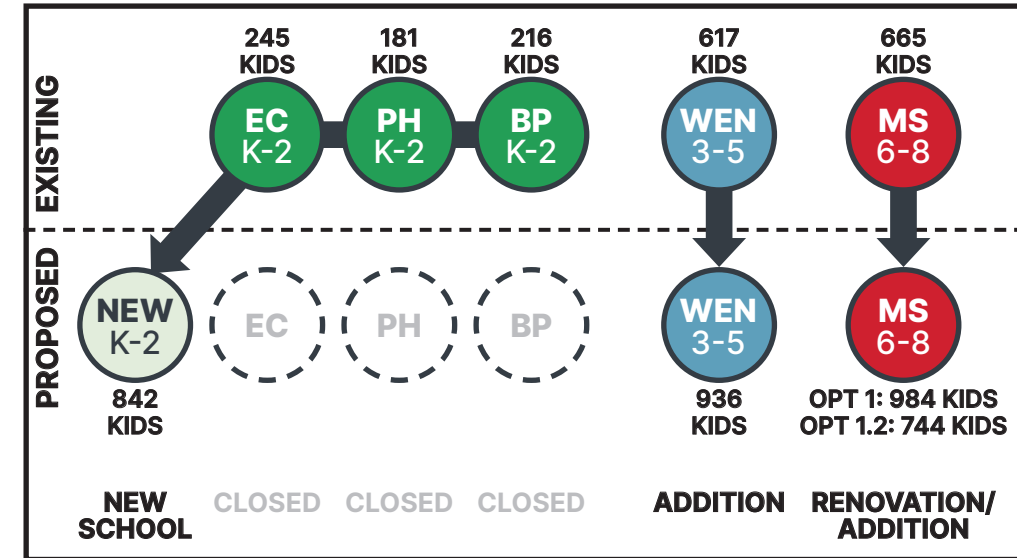 EXISTING
245
KIDS
181
KIDS
216
KIDS
617
KIDS
665
KIDS
EC
K-2
PH
K-2
BP
K-2
WEN
3-5
MS
6-8
PROPOSED
NEW
K-2
EC
PH
BP
WEN
3-5
MS
6-8
842
KIDS
936
KIDS
OPT 1: 984 KIDS
OPT 1.2: 744 KIDS
NEW
SCHOOL
CLOSED
CLOSED
CLOSED
ADDITION
RENOVATION/
ADDITION